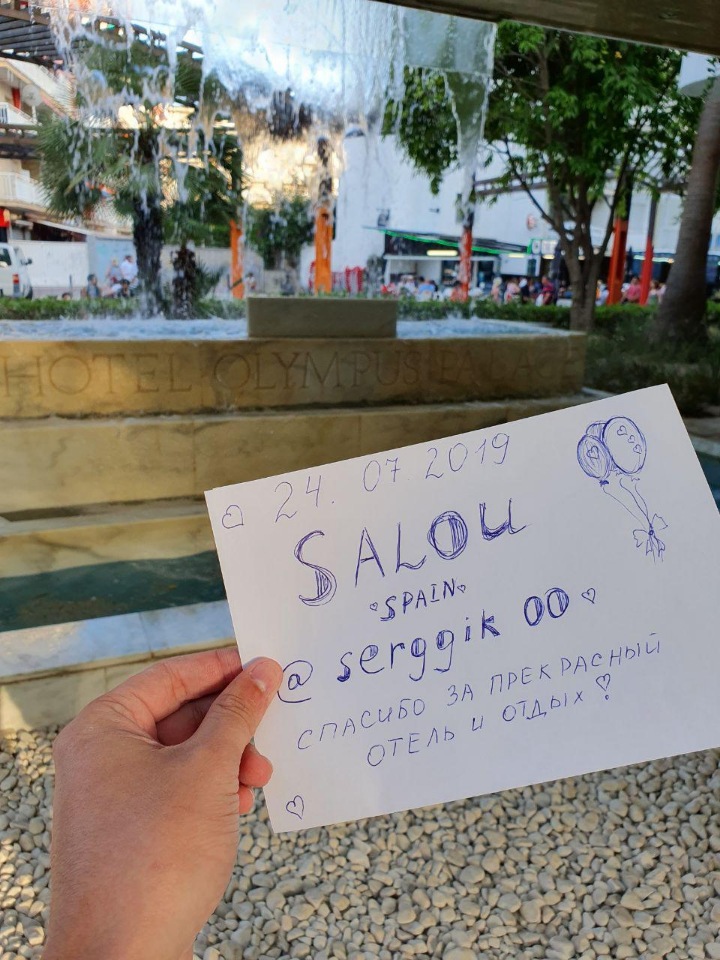 HOTEL OLYMPUS PALACE
24. 07. 2019
SALOU
SPAIN
@ serggik 00
СПАСИБО ЗА ПРЕКРАСНЫЙ
ОТЕЛЬ И ОТДЫХ !